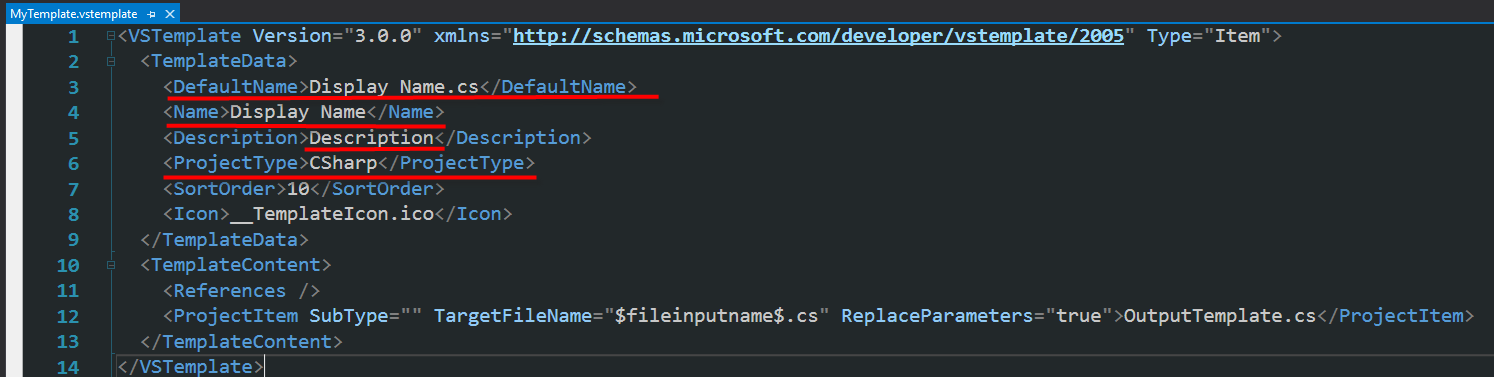 MyTemplate.vstemplate
1 <VSTemplate Version="3.0.0" xmlns="http://schemas.microsoft.com/developer/vstemplate/2005" Type="Item">
2 <TemplateData>
3 <DefaultName>Display Name.cs</DefaultName>
4 <Name>Display Name</Name>
5 <Description>Description</Description>
6 <ProjectType>CSharp</ProjectType>
7 <SortOrder>10</SortOrder>
8 <Icon>__TemplateIcon.ico</Icon>
9 </TemplateData>
10 <TemplateContent>
11 <References />
12 <ProjectItem SubType="" TargetFileName="$fileinputname$.cs" ReplaceParameters="true">OutputTemplate.cs</ProjectItem>
13 </TemplateContent>
14 </VSTemplate>